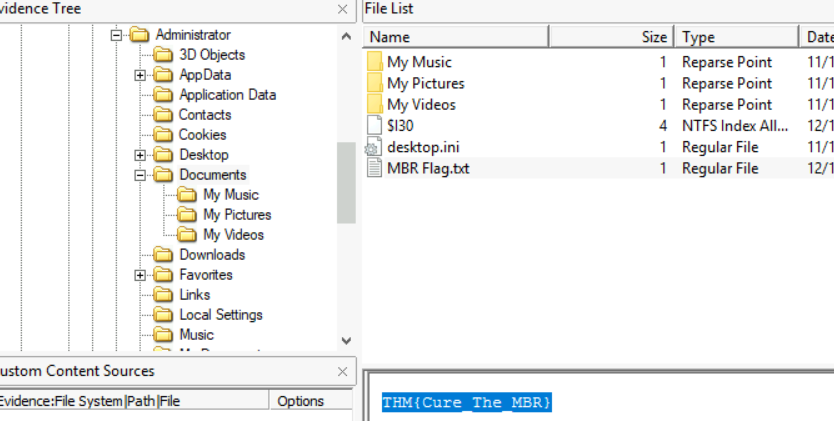 vidence Tree
Administrator
3D Objects
AppData
Application Data
Contacts
Cookies
Desktop
Documents
My Music
My Pictures
My Videos
Downloads
Favorites
Links
Local Settings
Music
ustom Content Sources
Evidence:File System|Path|File Options
File List
Name Size Type Date
My Music 1 Reparse Point 11/1
My Pictures 1 Reparse Point 11/1
My Videos 1 Reparse Point 11/1
$I30 4 NTFS Index All... 12/1
desktop.ini 1 Regular File 11/1
MBR Flag.txt 1 Regular File 12/1
THM{Cure_The_MBR}